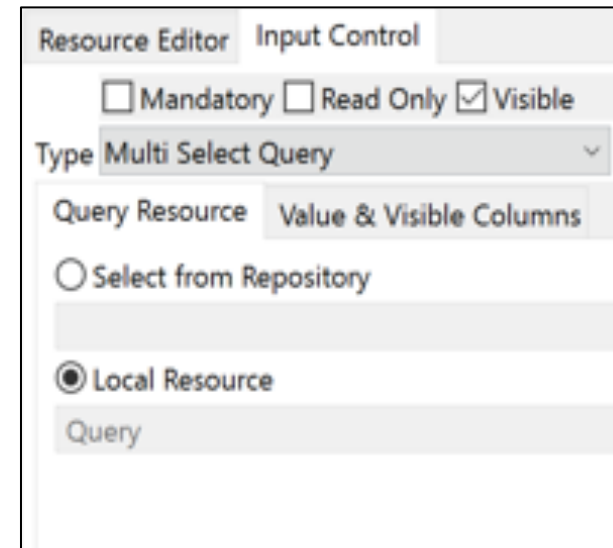 Resource Editor Input Control
Mandatory Read Only Visible
Type Multi Select Query
Query Resource Value & Visible Columns
Select from Repository
Local Resource
Query